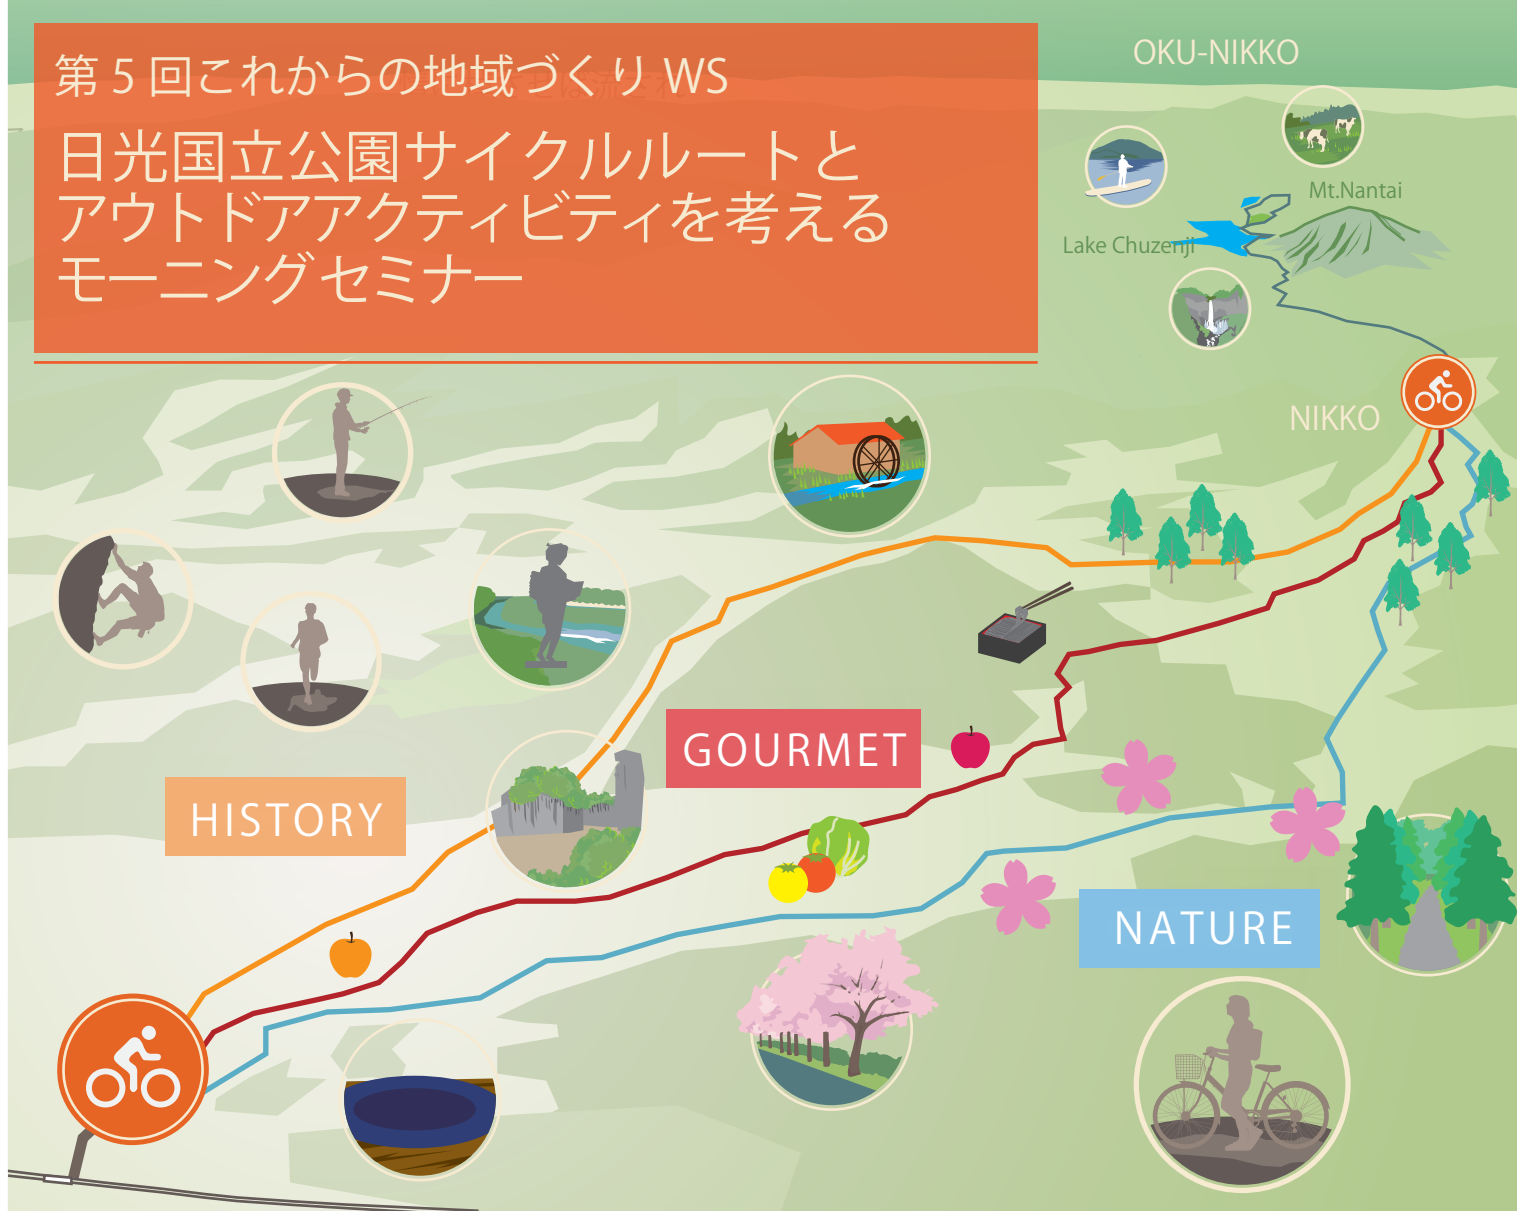 第5回これからの地域づくりWS
日光国立公園サイクルルートと
アウトドアアクティビティを考える
モーニングセミナー
OKU-NIKKO
Mt.Nantai
Lake Chuzenji
NIKKO
GOURMET
HISTORY
NATURE